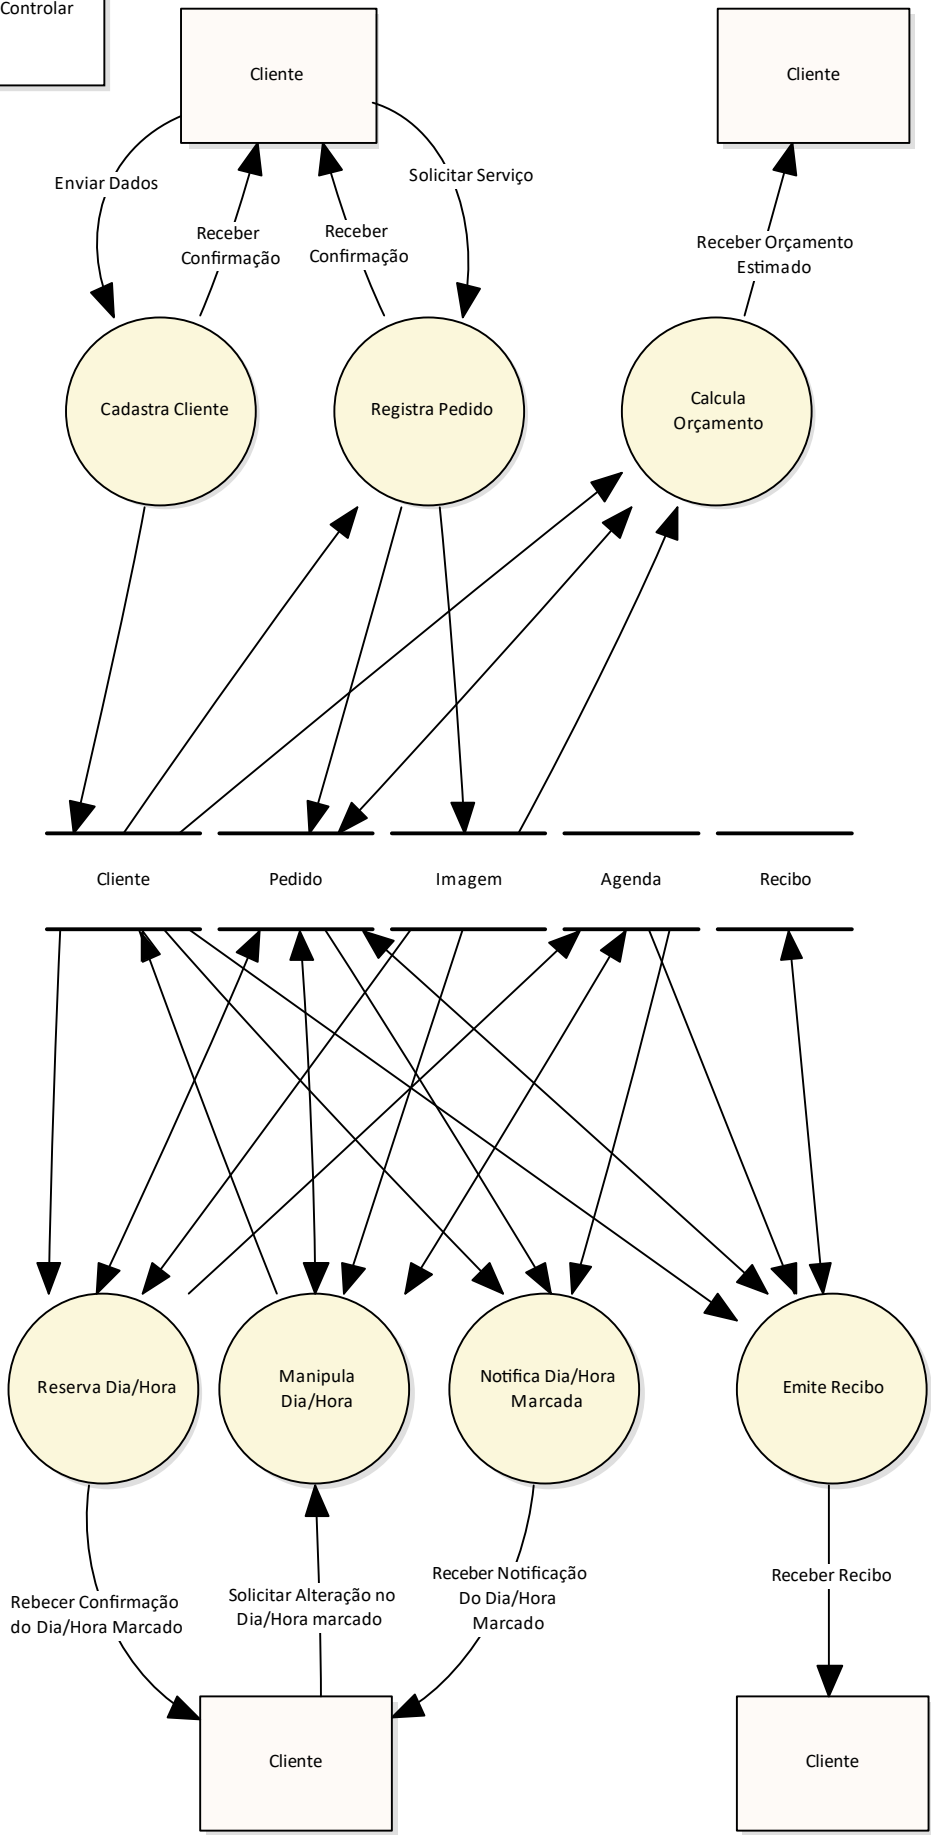 Controlar
Cliente
Cliente
Enviar Dados
Solicitar Serviço
Receber
Confirmação
Receber
Confirmação
Receber Orçamento
Estimado
Cadastra Cliente
Registra Pedido
Calcula
Orçamento
Cliente
Pedido
Imagem
Agenda
Recibo
Reserva Dia/Hora
Manipula
Dia/Hora
Notifica Dia/Hora
Marcada
Emite Recibo
Rebecer Confirmação
do Dia/Hora Marcado
Solicitar Alteração no
Dia/Hora marcado
Receber Notificação
Do Dia/Hora
Marcado
Receber Recibo
Cliente
Cliente